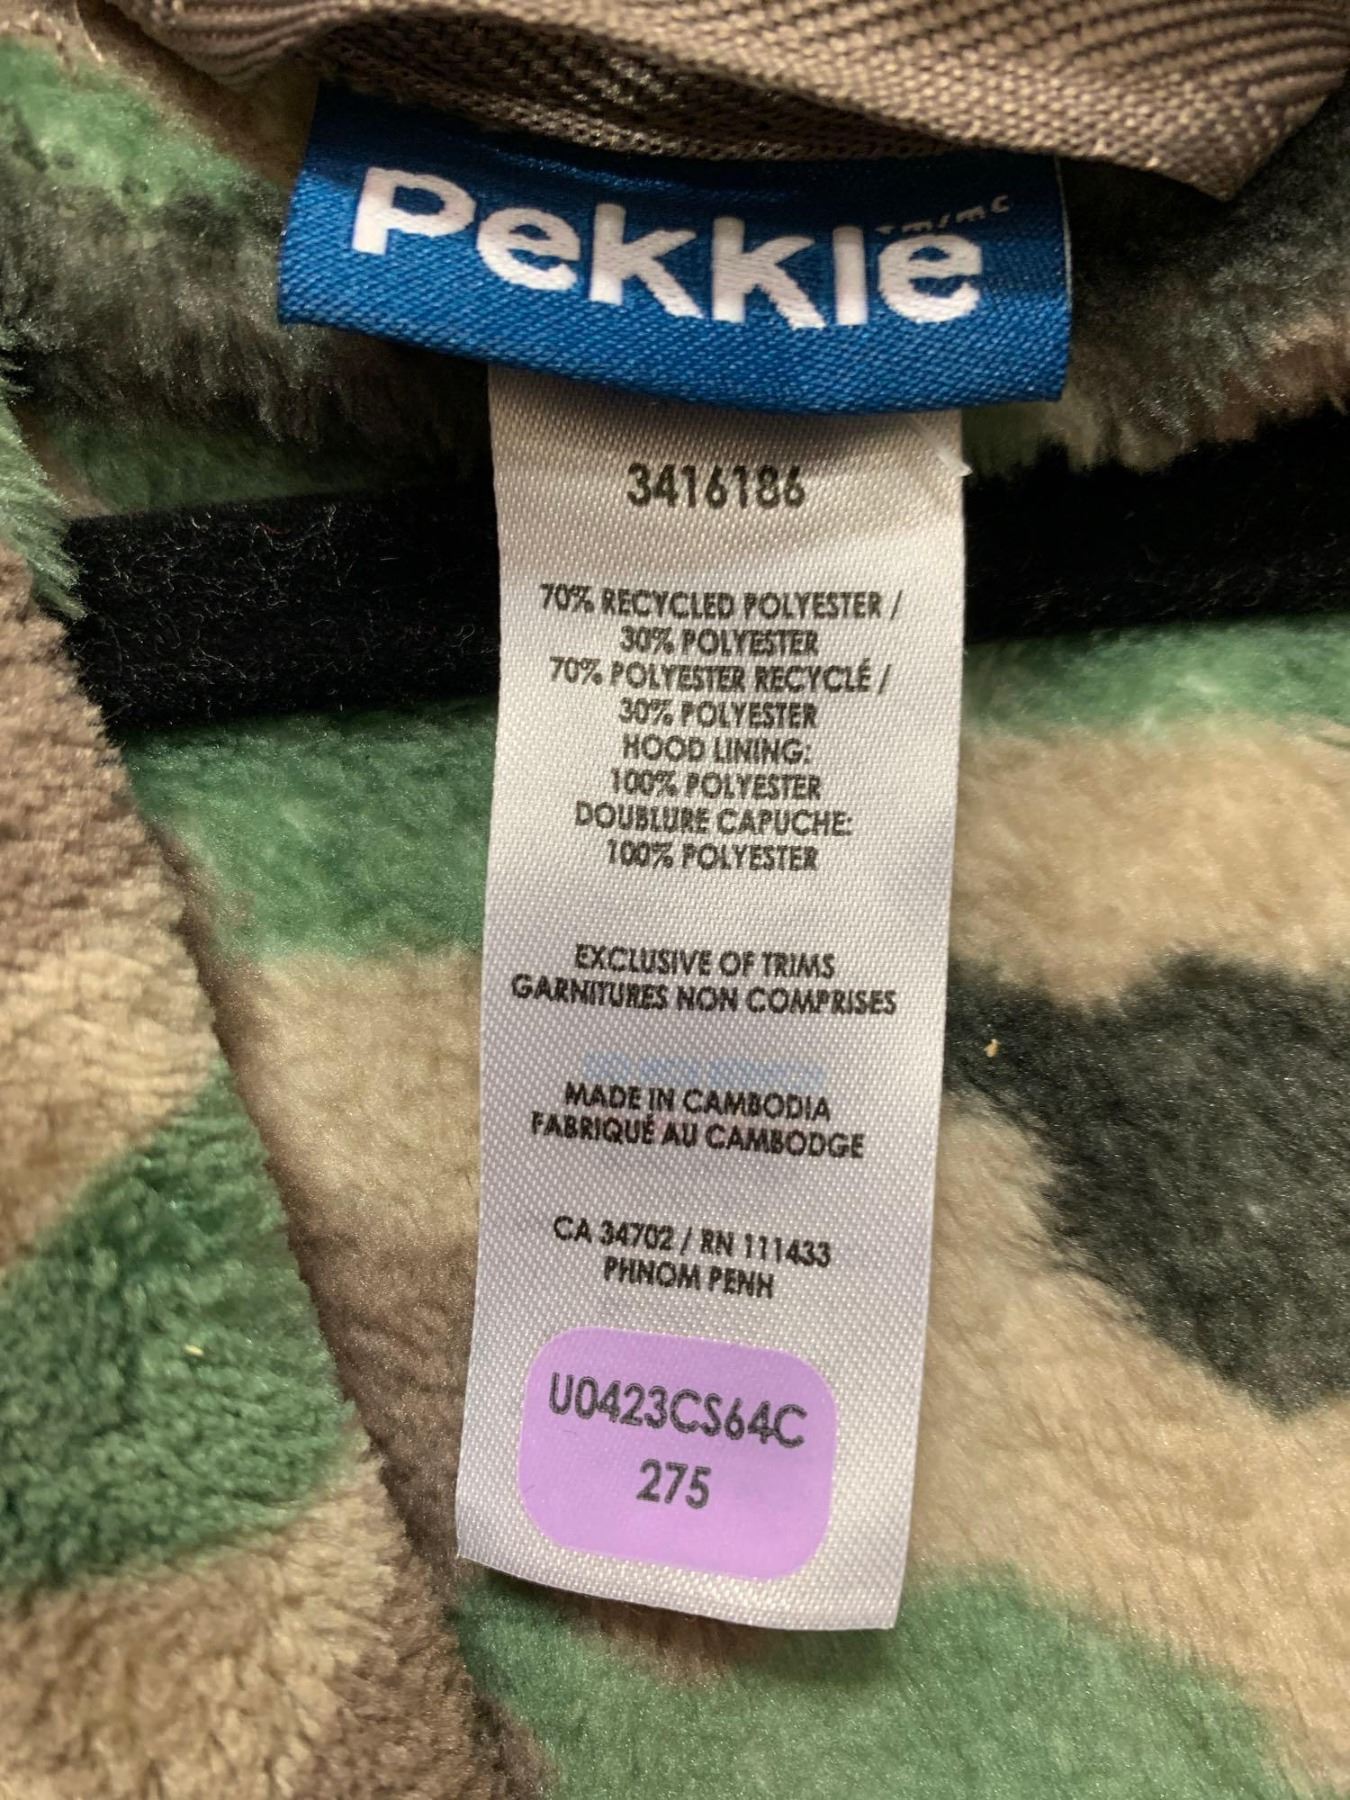 Pekkle TM/MC
3416186
70% RECYCLED POLYESTER /
30% POLYESTER
70% POLYESTER RECYCLÉ /
30% POLYESTER
HOOD LINING:
100% POLYESTER
DOUBLURE CAPUCHE:
100% POLYESTER
EXCLUSIVE OF TRIMS
GARNITURES NON COMPRISES
MADE IN CAMBODIA
FABRIQUÉ AU CAMBODGE
CA 34702 / RN 111433
PHNOM PENH
U0423CS64C
275